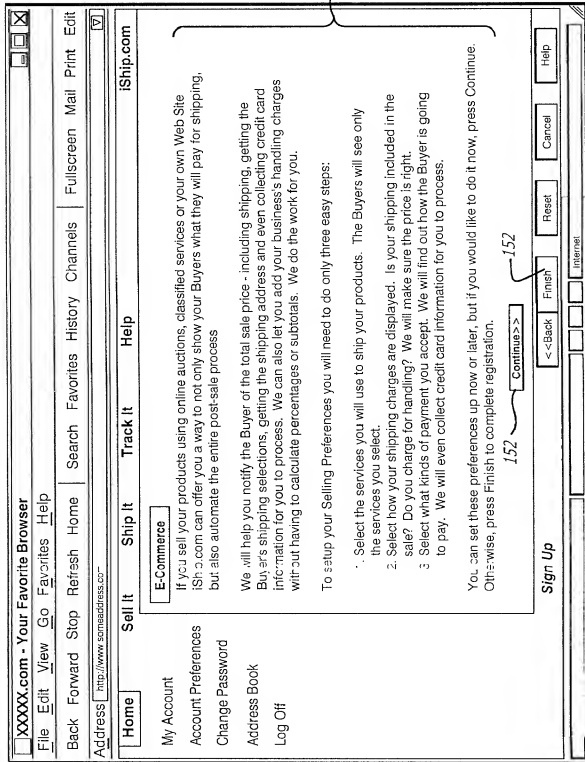 XXXXX.com - Your Favorite Browser
File Edit View Go Favorites Help
Back Forward Stop Refresh Home Search Favorites History Channels Fullscreen Mail Print Edit
Address http://www.someaddress.com
Home Sell It Ship It Track It Help iShip.com
My Account
Account Preferences
Change Password
Address Book
Log Off
E-Commerce
If you sell your products using online auctions, classified services or your own Web Site
iShip.com can offer you a way to not only show your Buyers what they will pay for shipping,
but also automate the entire post-sale process
We will help you notify the Buyer of the total sale price - including shipping, getting the
Buyer's shipping selections, getting the shipping address and even collecting credit card
information for you to process. We can also let you add your business's handling charges
without having to calculate percentages or subtotals. We do the work for you.
To setup your Selling Preferences you will need to do only three easy steps:
1. Select the services you will use to ship your products. The Buyers will see only
the services you select.
2. Select how your shipping charges are displayed. Is your shipping included in the
sale? Do you charge for handling? We will make sure the price is right.
3 Select what kinds of payment you accept. We will find out how the Buyer is going
to pay. We will even collect credit card information for you to process.
You can set these preferences up now or later, but if you would like to do it now, press Continue.
Otherwise, press Finish to complete registration.
152 Continue>> 152
Sign Up <<Back Finish Reset Cancel Help
Internet